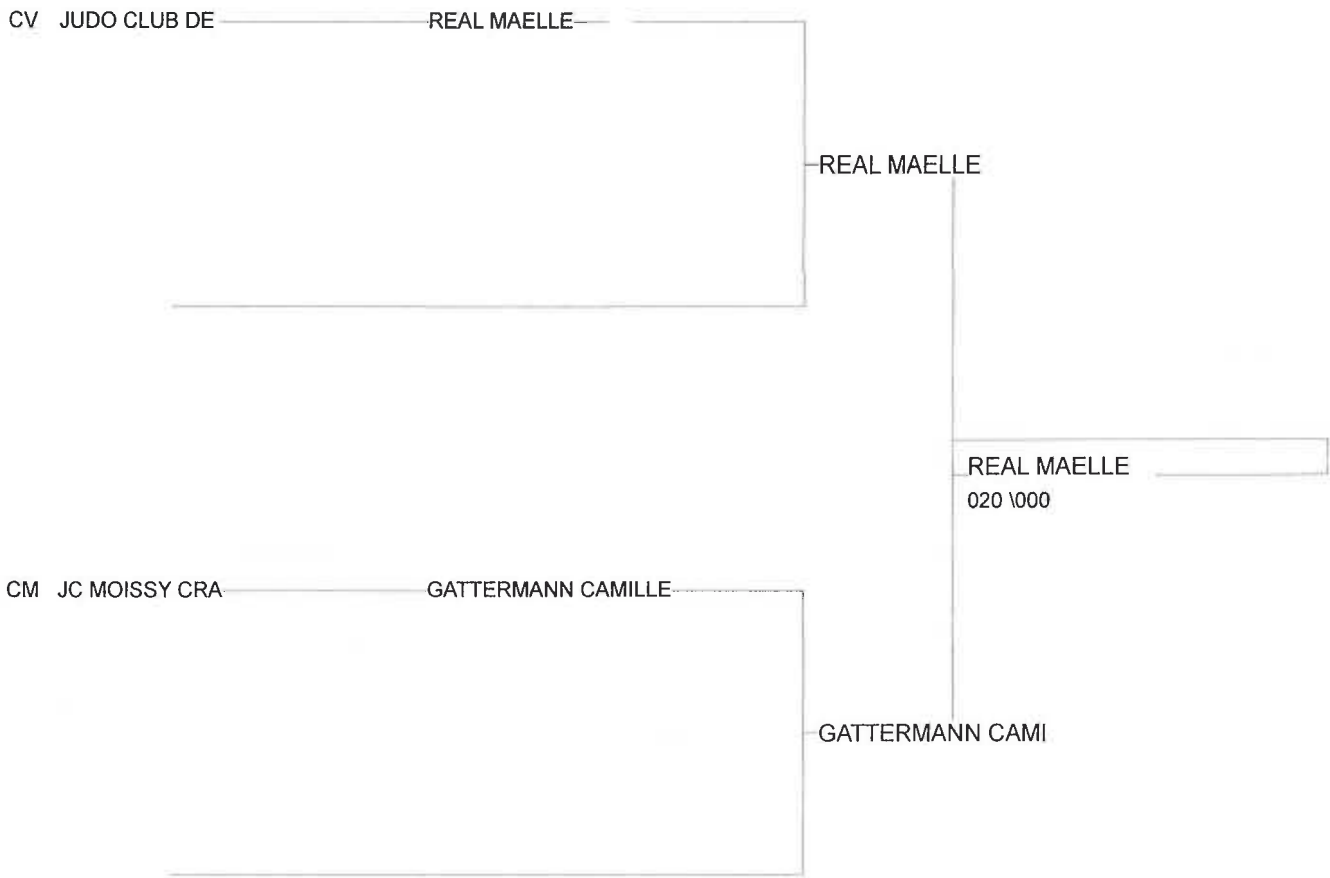 CV JUDO CLUB DE REAL MAELLE
REAL MAELLE
REAL MAELLE
020 \000
CM JC MOISSY CRA GATTERMANN CAMILLE
GATTERMANN CAMI